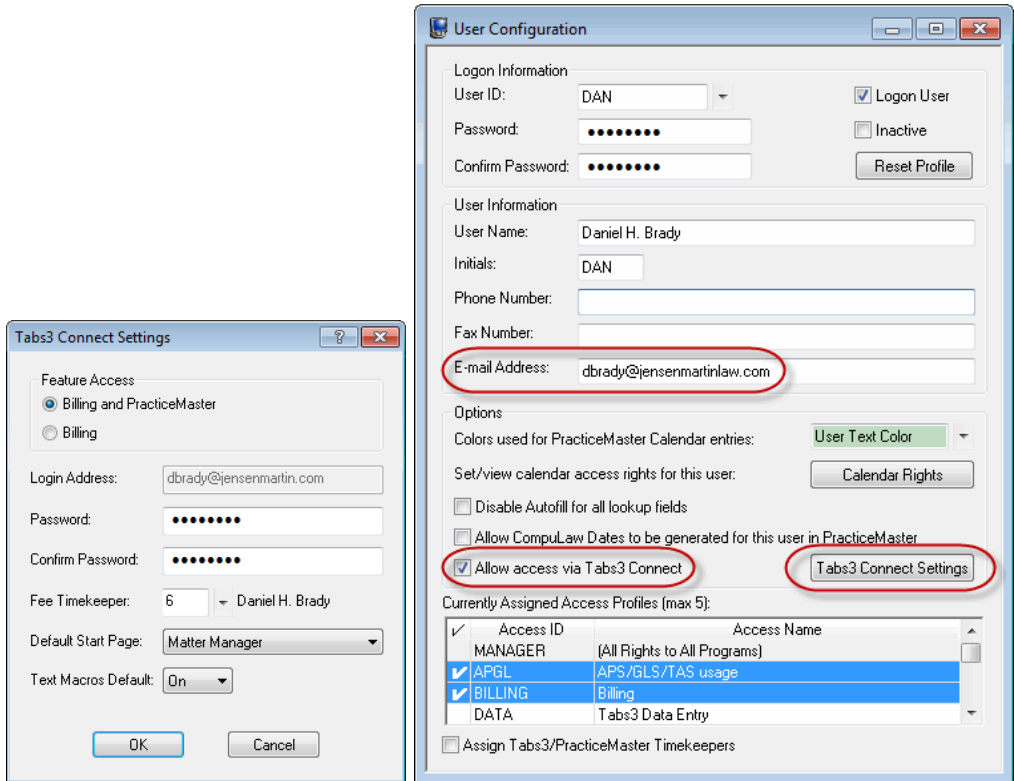 Tabs3 Connect Settings
Feature Access
Billing and PracticeMaster
Billing
Login Address: dbrady@jensenmartin.com
Password: ●●●●●●●●
Confirm Password: ●●●●●●●●
Fee Timekeeper: 6 Daniel H. Brady
Default Start Page: Matter Manager
Text Macros Default: On
OK Cancel
User Configuration
Logon Information
User ID: DAN Logon User
Password: ●●●●●●●● Inactive
Confirm Password: ●●●●●●●● Reset Profile
User Information
User Name: Daniel H. Brady
Initials: DAN
Phone Number:
Fax Number:
E-mail Address: dbrady@jensenmartinlaw.com
Options
Colors used for PracticeMaster Calendar entries: User Text Color
Set/view calendar access rights for this user: Calendar Rights
Disable Autofill for all lookup fields
Allow CompuLaw Dates to be generated for this user in PracticeMaster
Allow access via Tabs3 Connect Tabs3 Connect Settings
Currently Assigned Access Profiles (max 5):
Access ID Access Name
MANAGER (All Rights to All Programs)
APGL APS/GLS/TAS usage
BILLING Billing
DATA Tabs3 Data Entry
Assign Tabs3/PracticeMaster Timekeepers